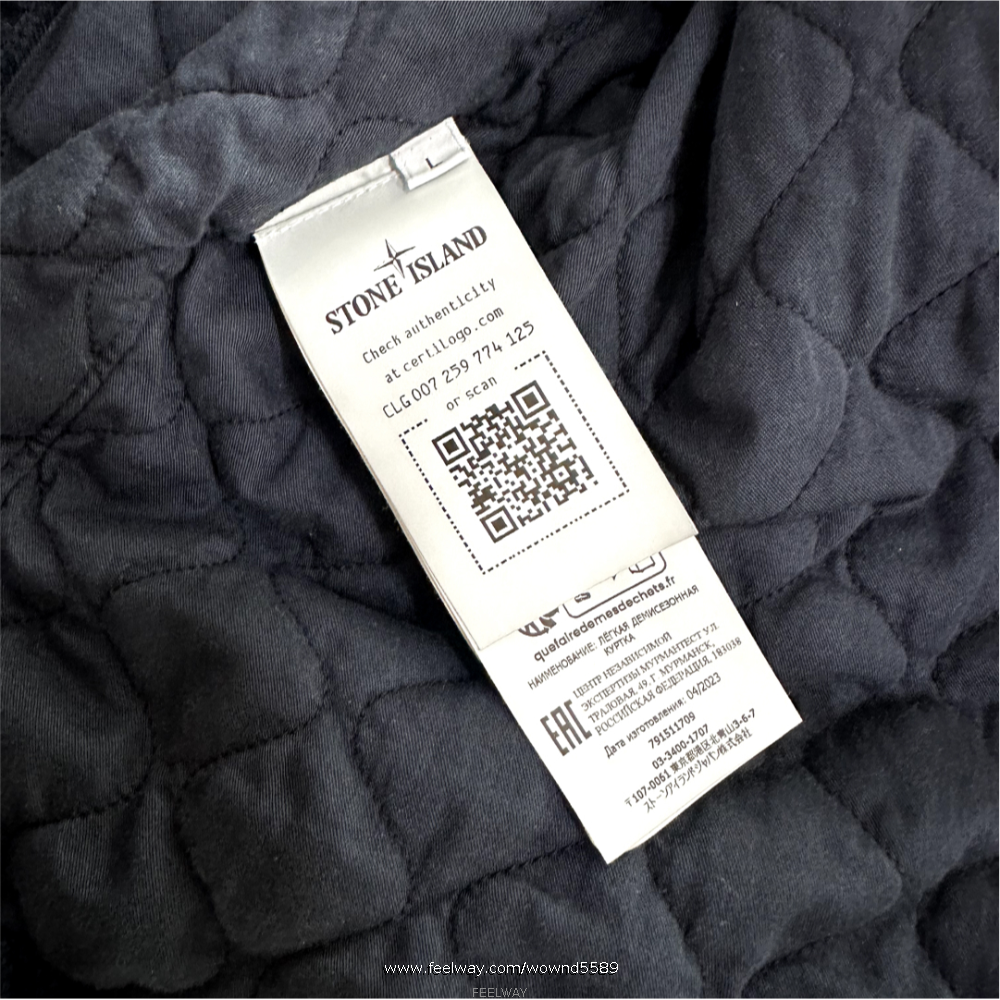 L
STONE ISLAND
Check authenticity
at certilogo.com
CLG 007 259 774 125
or scan
quefairedemesdechets.fr
НАИМЕНОВАНИЕ: ЛЁГКАЯ ДЕМИСЕЗОННАЯ
КУРТКА
ЦЕНТР НЕЗАВИСИМОЙ
ЭКСПЕРТИЗЫ МУРМАНТЕСТ УЛ.
ТРАЛОВАЯ, 49, Г. МУРМАНСК,
РОССИЙСКАЯ ФЕДЕРАЦИЯ, 183038
EAC
Дата изготовления: 04/2023
791511709
03-3400-1707
〒107-0061 東京都港区北青山3-6-7
ストーンアイランドジャパン株式会社
www.feelway.com/wownd5589
FEELWAY